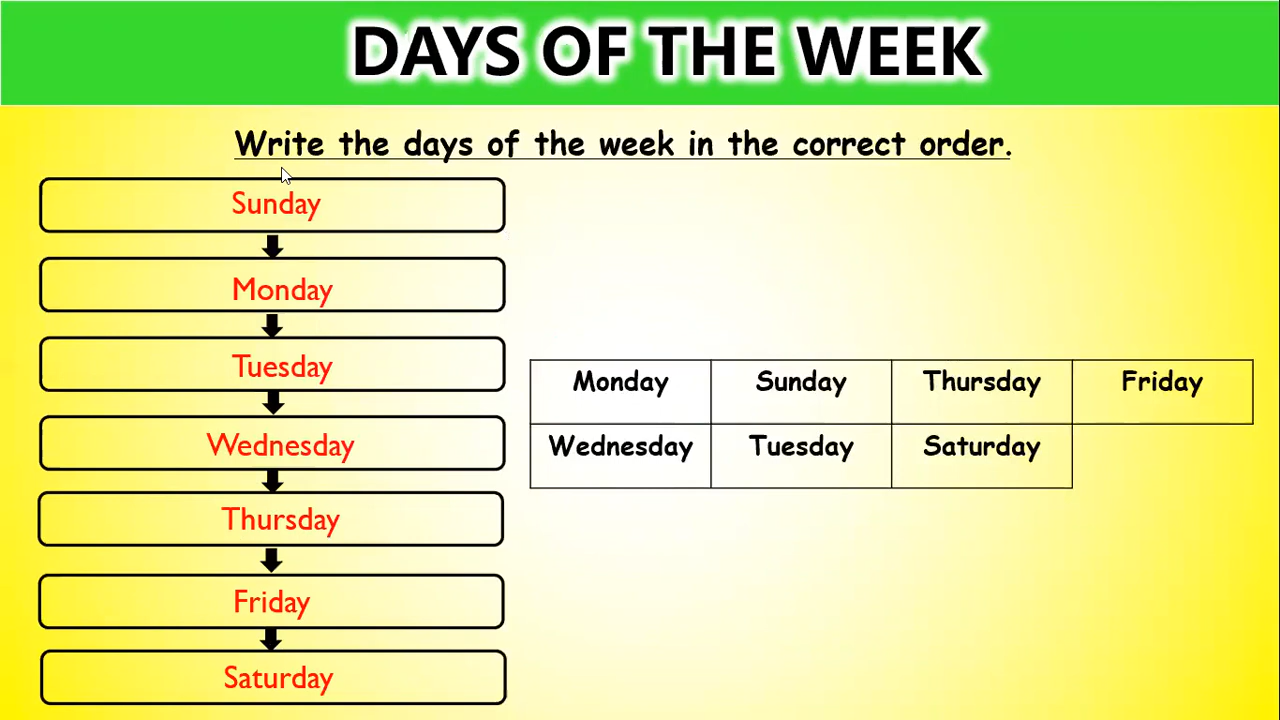 DAYS OF THE WEEK
Write the days of the week in the correct order.
Sunday
Monday
Tuesday
Wednesday
Thursday
Friday
Saturday
Monday Sunday Thursday Friday
Wednesday Tuesday Saturday